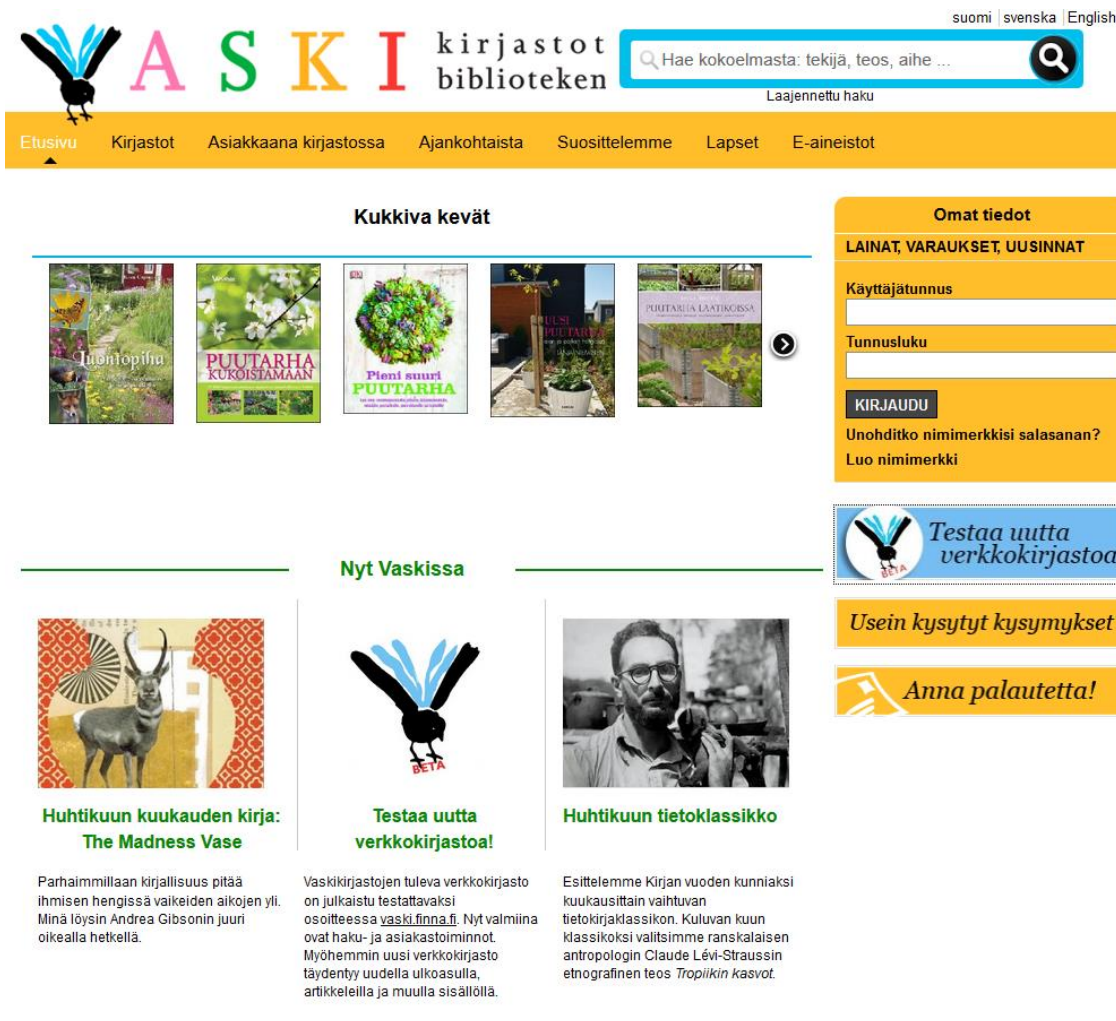 suomi svenska English
VASKI kirjastot
biblioteken
Hae kokoelmasta: tekijä, teos, aihe ...
Laajennettu haku
Etusivu Kirjastot Asiakkaana kirjastossa Ajankohtaista Suosittelemme Lapset E-aineistot
Kukkiva kevät
Luontopiha
PUUTARHA
KUKOISTAMAAN
Pieni suuri
PUUTARHA
UUSI
PUUTARHA
PUUTARHA LAATIKOISSA
Omat tiedot
LAINAT, VARAUKSET, UUSINNAT
Käyttäjätunnus
Tunnusluku
KIRJAUDU
Unohditko nimimerkkisi salasanan?
Luo nimimerkki
Testaa uutta
verkkokirjastoa
BETA
Usein kysytyt kysymykset
Anna palautetta!
Nyt Vaskissa
Huhtikuun kuukauden kirja:
The Madness Vase
Parhaimmillaan kirjallisuus pitää
ihmisen hengissä vaikeiden aikojen yli.
Minä löysin Andrea Gibsonin juuri
oikealla hetkellä.
BETA
Testaa uutta
verkkokirjastoa!
Vaskikirjastojen tuleva verkkokirjasto
on julkaistu testattavaksi
osoitteessa vaski.finna.fi. Nyt valmiina
ovat haku- ja asiakastoiminnot.
Myöhemmin uusi verkkokirjasto
täydentyy uudella ulkoasulla,
artikkeleilla ja muulla sisällöllä.
Huhtikuun tietoklassikko
Esittelemme Kirjan vuoden kunniaksi
kuukausittain vaihtuvan
tietokirjaklassikon. Kuluvan kuun
klassikoksi valitsimme ranskalaisen
antropologin Claude Lévi-Straussin
etnografinen teos Tropiikin kasvot.